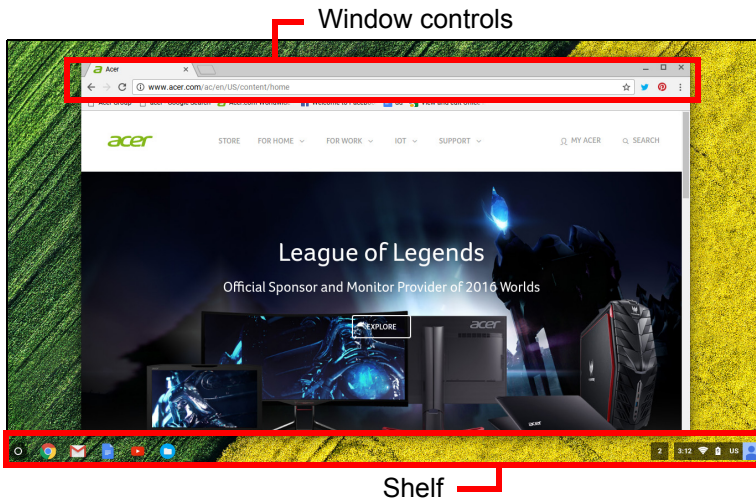 Window controls
Acer
www.acer.com/ac/en/US/content/home
acer
STORE FOR HOME FOR WORK IOT SUPPORT MY ACER SEARCH
League of Legends
Official Sponsor and Monitor Provider of 2016 Worlds
EXPLORE
acer
acer
2 3:12 US
Shelf